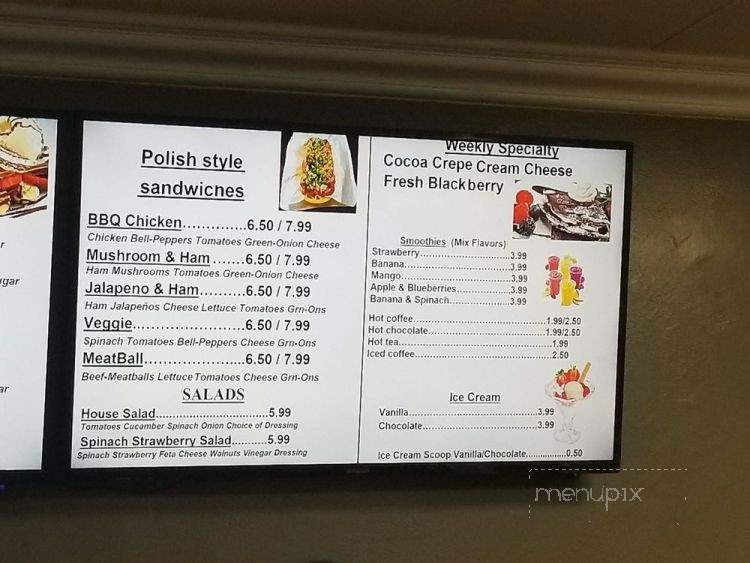 r
ugar
ar
Polish style
sandwiches
BBQ Chicken..............6.50 / 7.99
Chicken Bell-Peppers Tomatoes Green-Onion Cheese
Mushroom & Ham .......6.50 / 7.99
Ham Mushrooms Tomatoes Green-Onion Cheese
Jalapeno & Ham..........6.50 / 7.99
Ham Jalapeños Cheese Lettuce Tomatoes Grn-Ons
Veggie.........................6.50 / 7.99
Spinach Tomatoes Bell-Peppers Cheese Grn-Ons
MeatBall......................6.50 / 7.99
Beef-Meatballs Lettuce Tomatoes Cheese Grn-Ons
SALADS
House Salad....................................5.99
Tomatoes Cucamber Spinach Onion Choice of Dressing
Spinach Strawberry Salad...........5.99
Spinach Strawberry Feta Cheese Walnuts Vinegar Dressing
Weekly Specialty
Cocoa Crepe Cream Cheese
Fresh Blackberry
Smoothies (Mix Flavors)
Strawberry..............................3.99
Banana...................................3.99
Mango.....................................3.99
Apple & Blueberries..................3.99
Banana & Spinach....................3.99
Hot coffee..............................................1.99/2.50
Hot chocolate........................................1.99/2.50
Hot tea....................................................1.99
Iced coffee..............................................2.50
Ice Cream
Vanilla...........................................3.99
Chocolate......................................3.99
Ice Cream Scoop Vanilla/Chocolate...............0.50
menupix